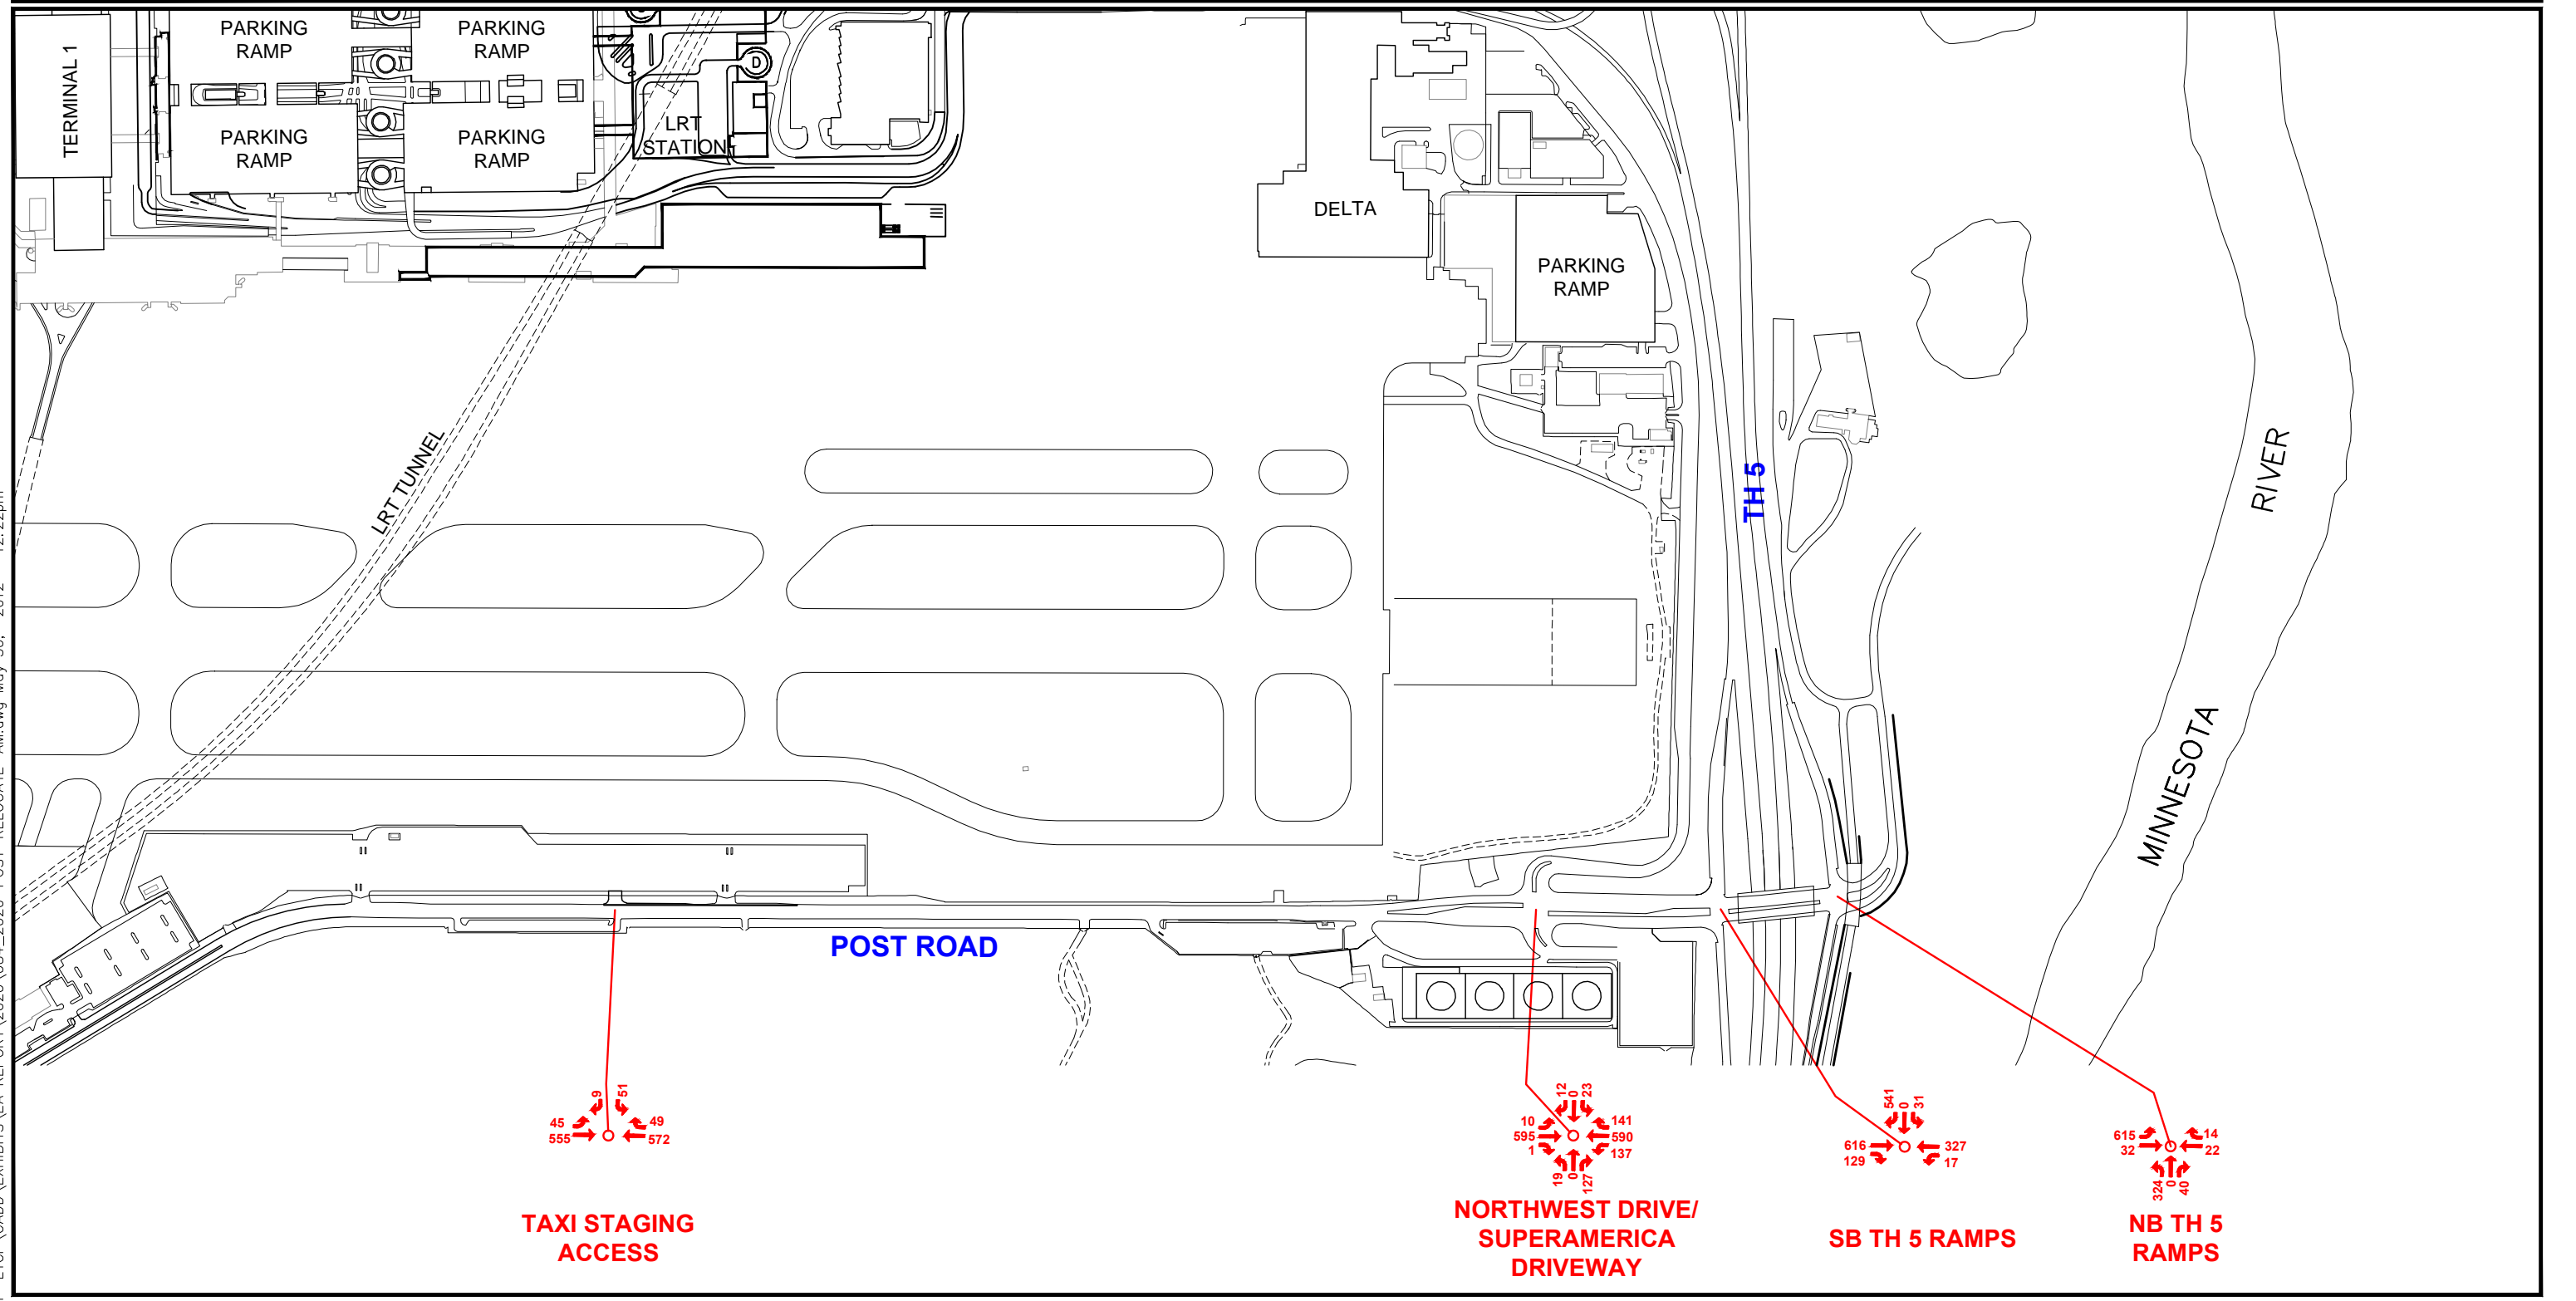 PARKING
RAMP
PARKING
RAMP
TERMINAL 1
D
PARKING
RAMP
PARKING
RAMP
LRT
STATION
DELTA
PARKING
RAMP
LRT TUNNEL
TH 5
RIVER
MINNESOTA
POST ROAD
9
51
45
555
49
572
TAXI STAGING
ACCESS
12
0
23
10
595
1
141
590
137
19
0
127
NORTHWEST DRIVE/
SUPERAMERICA
DRIVEWAY
541
0
31
616
129
327
17
SB TH 5 RAMPS
615
32
14
22
324
0
40
NB TH 5
RAMPS